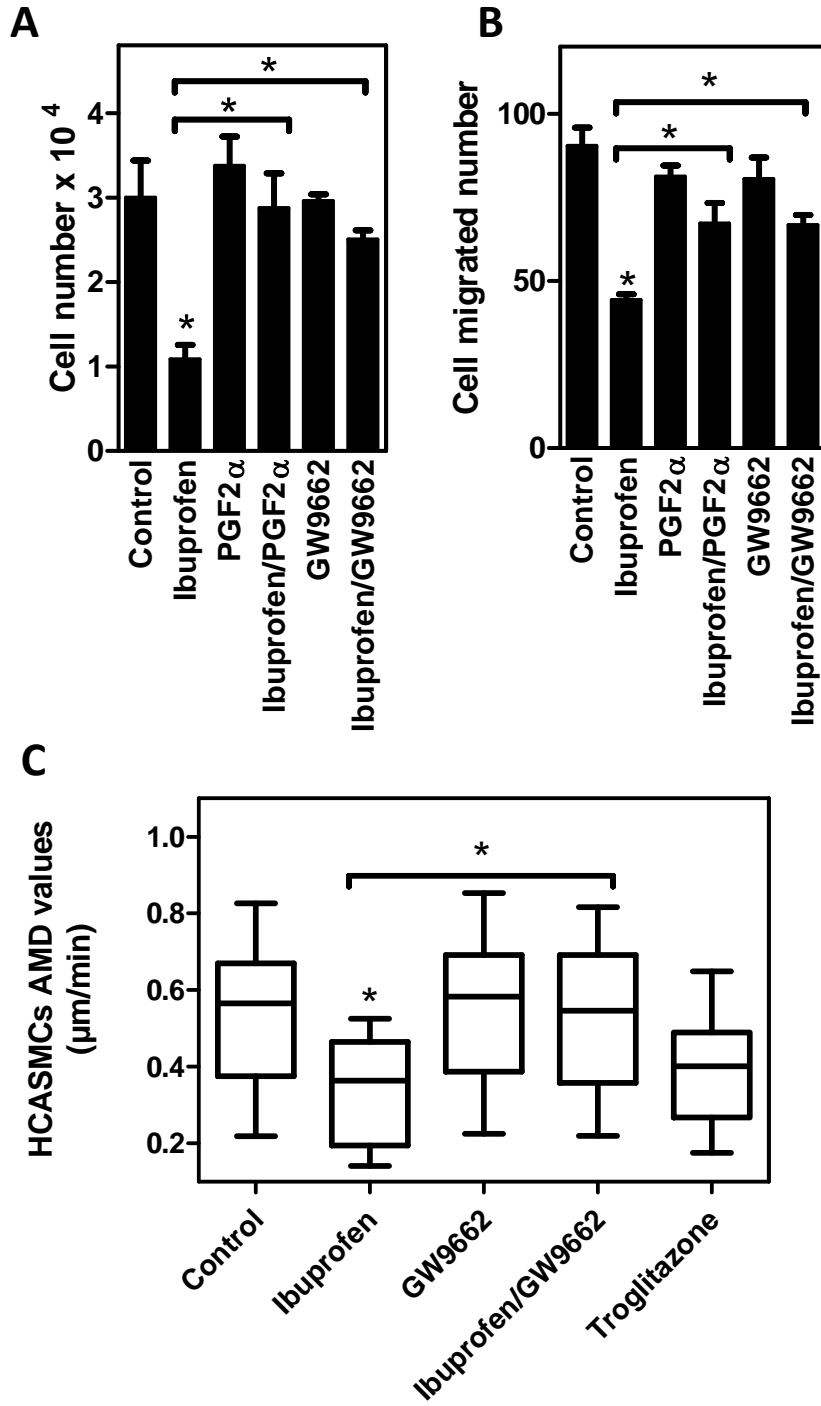 A
Cell number x 10 4
4
3
2
1
0
*
*
*
Control
Ibuprofen
PGF2α
Ibuprofen/PGF2α
GW9662
Ibuprofen/GW9662
B
Cell migrated number
100
50
0
*
*
*
Control
Ibuprofen
PGF2α
Ibuprofen/PGF2α
GW9662
Ibuprofen/GW9662
C
HCASMCs AMD values
(µm/min)
1.0
0.8
0.6
0.4
0.2
*
*
Control
Ibuprofen
GW9662
Ibuprofen/GW9662
Troglitazone